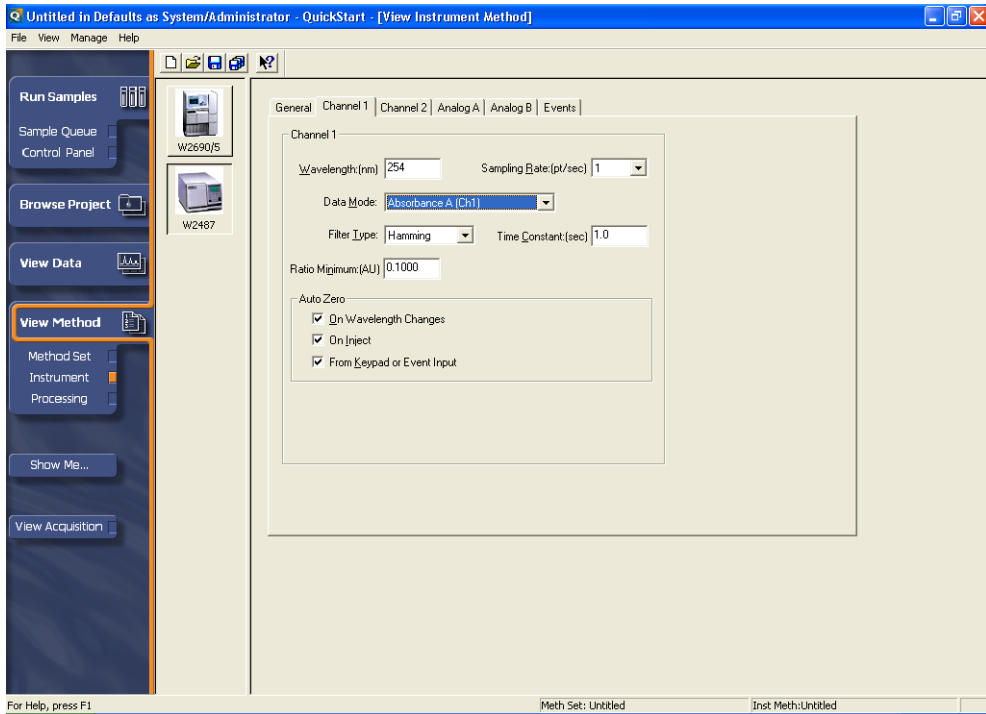 Untitled in Defaults as System/Administrator - QuickStart - [View Instrument Method]
File View Manage Help
Run Samples
Sample Queue
Control Panel
Browse Project
View Data
View Method
Method Set
Instrument
Processing
Show Me...
View Acquisition
W2690/5
W2487
General Channel 1 Channel 2 Analog A Analog B Events
Channel 1
Wavelength:(nm) 254 Sampling Rate:(pt/sec) 1
Data Mode: Absorbance A (Ch1)
Filter Type: Hamming Time Constant:(sec) 1.0
Ratio Minimum:(AU) 0.1000
Auto Zero
On Wavelength Changes
On Inject
From Keypad or Event Input
For Help, press F1 Meth Set: Untitled Inst Meth:Untitled